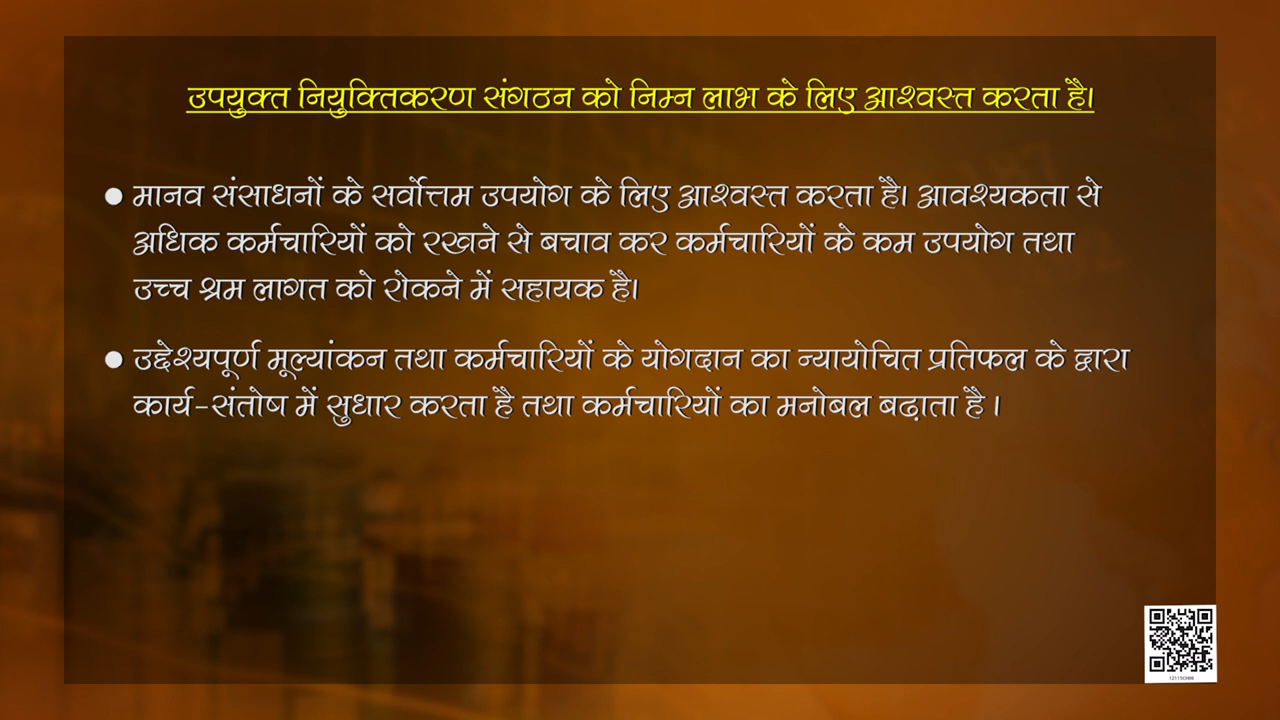 उपयुक्त नियुक्तिकरण संगठन को निम्न लाभ के लिए आश्वस्त करता है।
● मानव संसाधनों के सर्वोत्तम उपयोग के लिए आश्वस्त करता है। आवश्यकता से
अधिक कर्मचारियों को रखने से बचाव कर कर्मचारियों के कम उपयोग तथा
उच्च श्रम लागत को रोकने में सहायक है।
● उद्देश्यपूर्ण मूल्यांकन तथा कर्मचारियों के योगदान का न्यायोचित प्रतिफल के द्वारा
कार्य-संतोष में सुधार करता है तथा कर्मचारियों का मनोबल बढ़ाता है ।
12115CH06